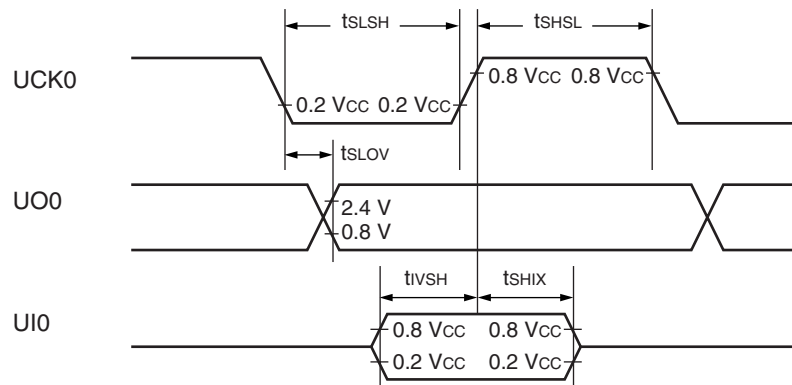 tSLSH tSHSL
UCK0
0.8 VCC 0.8 VCC
0.2 VCC 0.2 VCC
tSLOV
UO0
2.4 V
0.8 V
tIVSH tSHIX
UI0
0.8 VCC 0.8 VCC
0.2 VCC 0.2 VCC